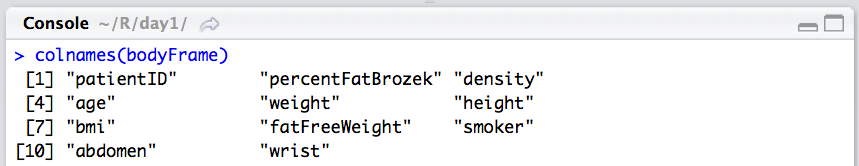 Console ~/R/day1/
> colnames(bodyFrame)
[1] "patientID" "percentFatBrozek" "density"
[4] "age" "weight" "height"
[7] "bmi" "fatFreeWeight" "smoker"
[10] "abdomen" "wrist"